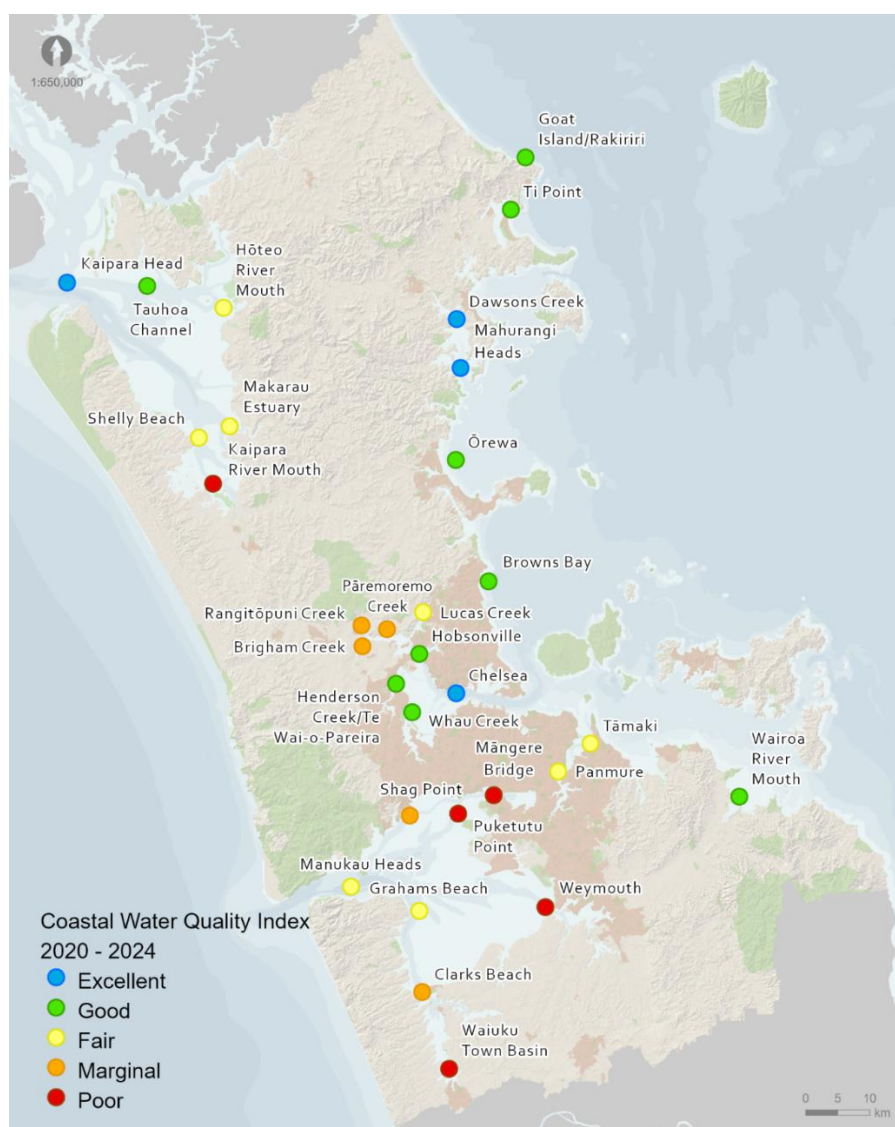 1:650,000
Goat
Island/Rakiriri
Ti Point
Kaipara Head
Hōteo
River
Mouth
Tauhoa
Channel
Dawsons Creek
Mahurangi
Heads
Makarau
Estuary
Shelly Beach
Kaipara
River Mouth
Ōrewa
Browns Bay
Pāremoremo
Creek
Rangitōpuni Creek
Lucas Creek
Hobsonville
Brigham Creek
Chelsea
Henderson
Creek/Te
Wai-o-Pareira
Whau Creek
Tāmaki
Māngere
Bridge
Panmure
Wairoa
River
Mouth
Shag Point
Puketutu
Point
Manukau Heads
Grahams Beach
Weymouth
Clarks Beach
Waiuku
Town Basin
Coastal Water Quality Index
2020 - 2024
Excellent
Good
Fair
Marginal
Poor
0 5 10
km